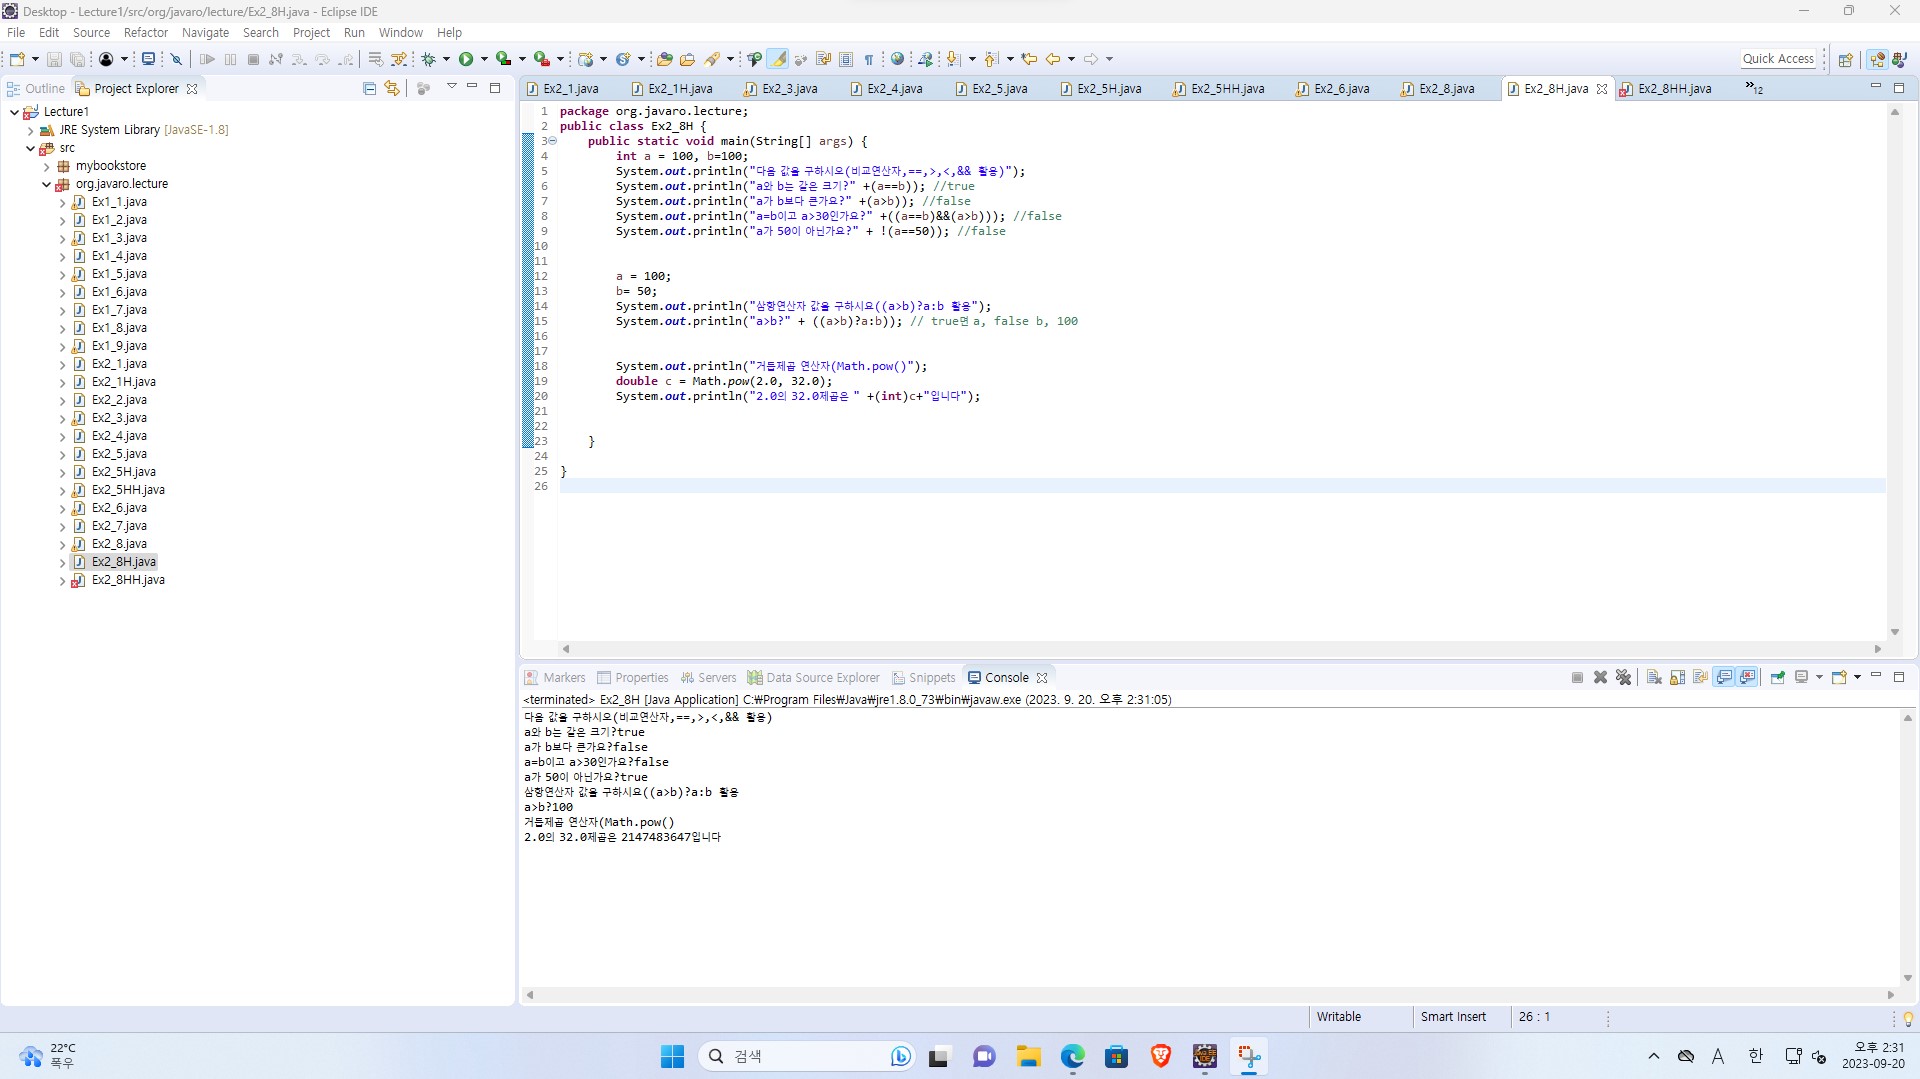 Desktop - Lecture1/src/org/javaro/lecture/Ex2_8H.java - Eclipse IDE
File Edit Source Refactor Navigate Search Project Run Window Help
Quick Access
Outline Project Explorer
Lecture1
JRE System Library [JavaSE-1.8]
src
mybookstore
org.javaro.lecture
Ex1_1.java
Ex1_2.java
Ex1_3.java
Ex1_4.java
Ex1_5.java
Ex1_6.java
Ex1_7.java
Ex1_8.java
Ex1_9.java
Ex2_1.java
Ex2_1H.java
Ex2_2.java
Ex2_3.java
Ex2_4.java
Ex2_5.java
Ex2_5H.java
Ex2_5HH.java
Ex2_6.java
Ex2_7.java
Ex2_8.java
Ex2_8H.java
Ex2_8HH.java
Ex2_1.java Ex2_1H.java Ex2_3.java Ex2_4.java Ex2_5.java Ex2_5H.java Ex2_5HH.java Ex2_6.java Ex2_8.java Ex2_8H.java Ex2_8HH.java »12
1 package org.javaro.lecture;
2 public class Ex2_8H {
3 public static void main(String[] args) {
4 int a = 100, b=100;
5 System.out.println("다음 값을 구하시요(비교연산자,==,>,<,&& 활용)");
6 System.out.println("a와 b는 같은 크기?" +(a==b)); //true
7 System.out.println("a가 b보다 큰가요?" +(a>b)); //false
8 System.out.println("a=b이고 a>30인가요?" +((a==b)&&(a>b))); //false
9 System.out.println("a가 50이 아닌가요?" + !(a==50)); //false
10
11
12 a = 100;
13 b= 50;
14 System.out.println("삼항연산자 값을 구하시요((a>b)?a:b 활용");
15 System.out.println("a>b?" + ((a>b)?a:b)); // true면 a, false b, 100
16
17
18 System.out.println("거듭제곱 연산자(Math.pow()");
19 double c = Math.pow(2.0, 32.0);
20 System.out.println("2.0의 32.0제곱은 " +(int)c+"입니다");
21
22
23 }
24
25 }
26
Markers Properties Servers Data Source Explorer Snippets Console
<terminated> Ex2_8H [Java Application] C:₩Program Files₩Java₩jre1.8.0_73₩bin₩javaw.exe (2023. 9. 20. 오후 2:31:05)
다음 값을 구하시요(비교연산자,==,>,<,&& 활용)
a와 b는 같은 크기?true
a가 b보다 큰가요?false
a=b이고 a>30인가요?false
a가 50이 아닌가요?true
삼항연산자 값을 구하시요((a>b)?a:b 활용
a>b?100
거듭제곱 연산자(Math.pow()
2.0의 32.0제곱은 2147483647입니다
Writable Smart Insert 26 : 1
22°C
폭우
검색
A 한
오후 2:31
2023-09-20